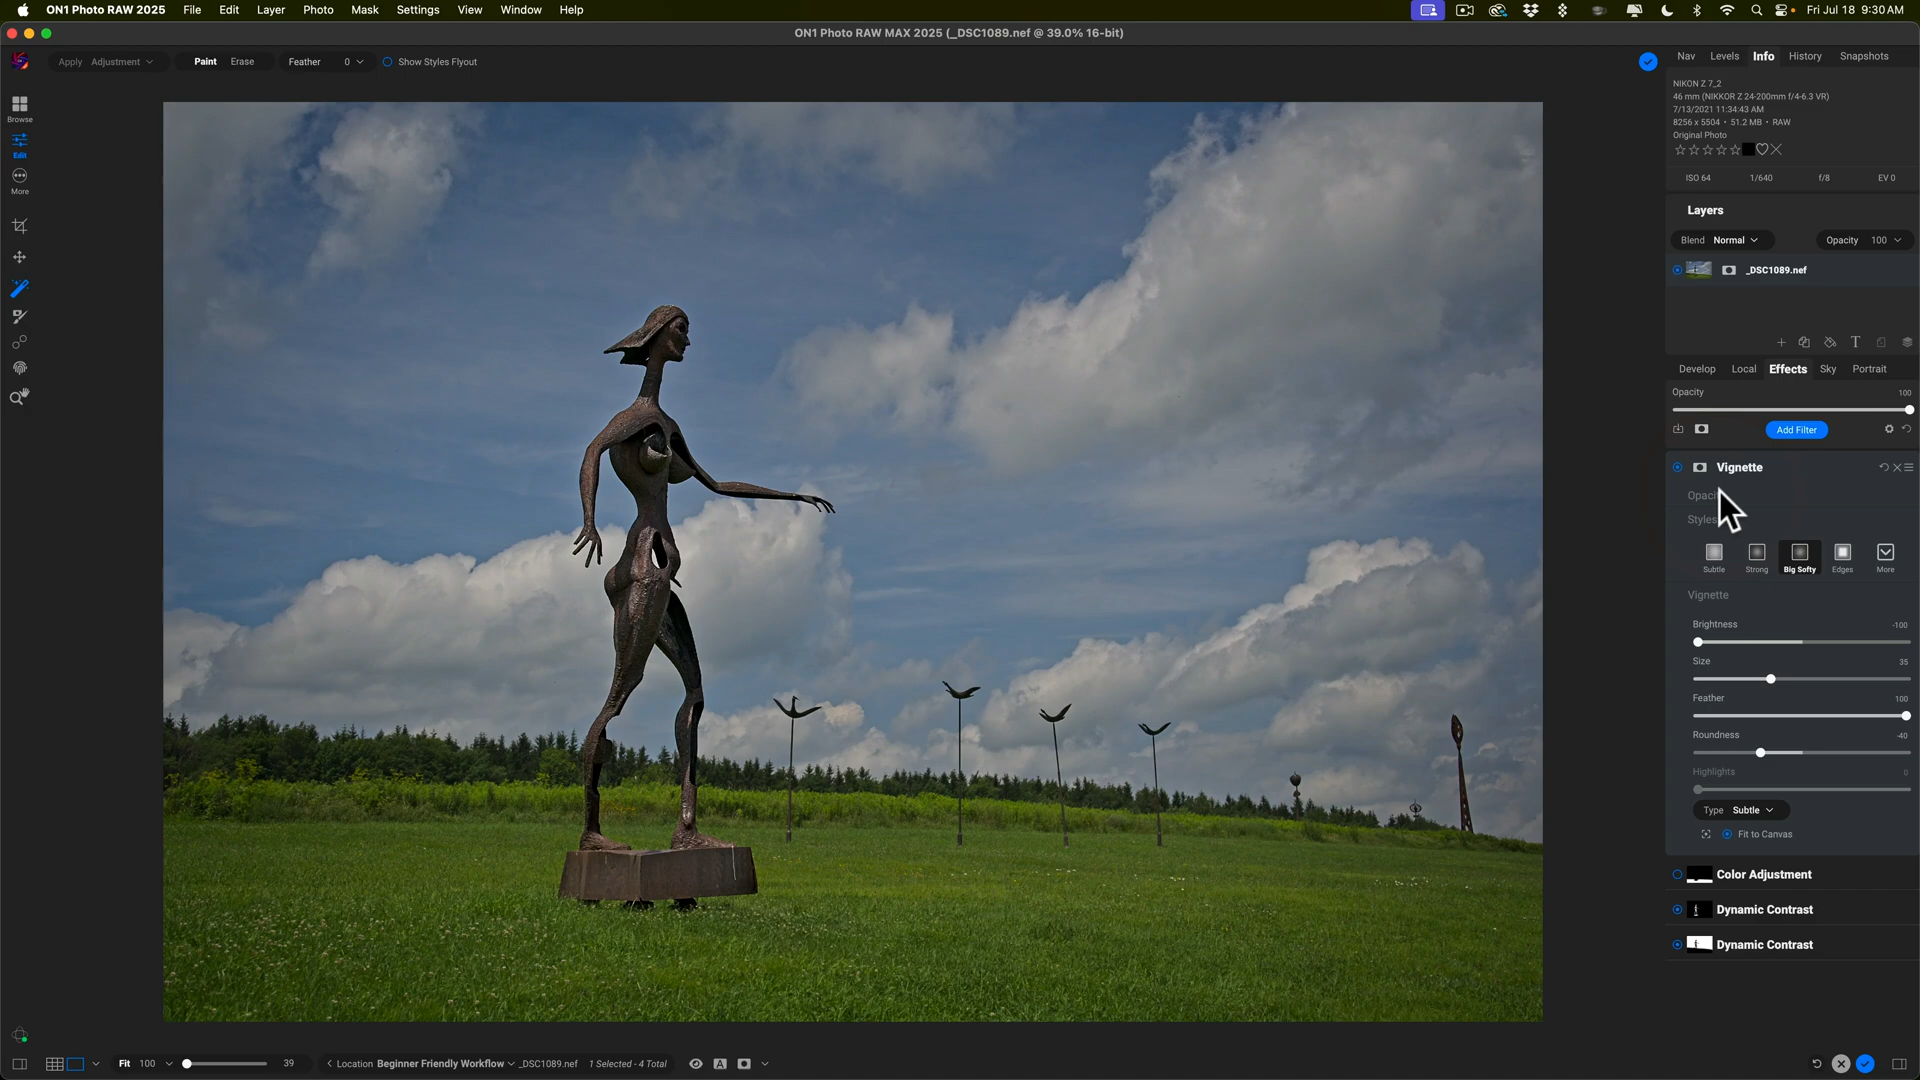 ON1 Photo RAW 2025 File Edit Layer Photo Mask Settings View Window Help Fri Jul 18 9:30 AM
ON1 Photo RAW MAX 2025 (_DSC1089.nef @ 39.0% 16-bit)
Apply Adjustment Paint Erase Feather 0 Show Styles Flyout
Nav Levels Info History Snapshots
NIKON Z 7_2
46 mm (NIKKOR Z 24-200mm f/4-6.3 VR)
7/13/2021 11:34:43 AM
8256 x 5504 • 51.2 MB • RAW
Original Photo
ISO 64 1/640 f/8 EV 0
Browse
Edit
More
Layers
Blend Normal Opacity 100
_DSC1089.nef
T
Develop Local Effects Sky Portrait
Opacity 100
Add Filter
Vignette
Styles
Subtle Strong Big Softy Edges More
Vignette
Brightness -100
Size 35
Feather 100
Roundness -40
Highlights 0
Type Subtle
Fit to Canvas
Color Adjustment
Dynamic Contrast
Dynamic Contrast
Fit 100 39 Location Beginner Friendly Workflow _DSC1089.nef 1 Selected - 4 Total A